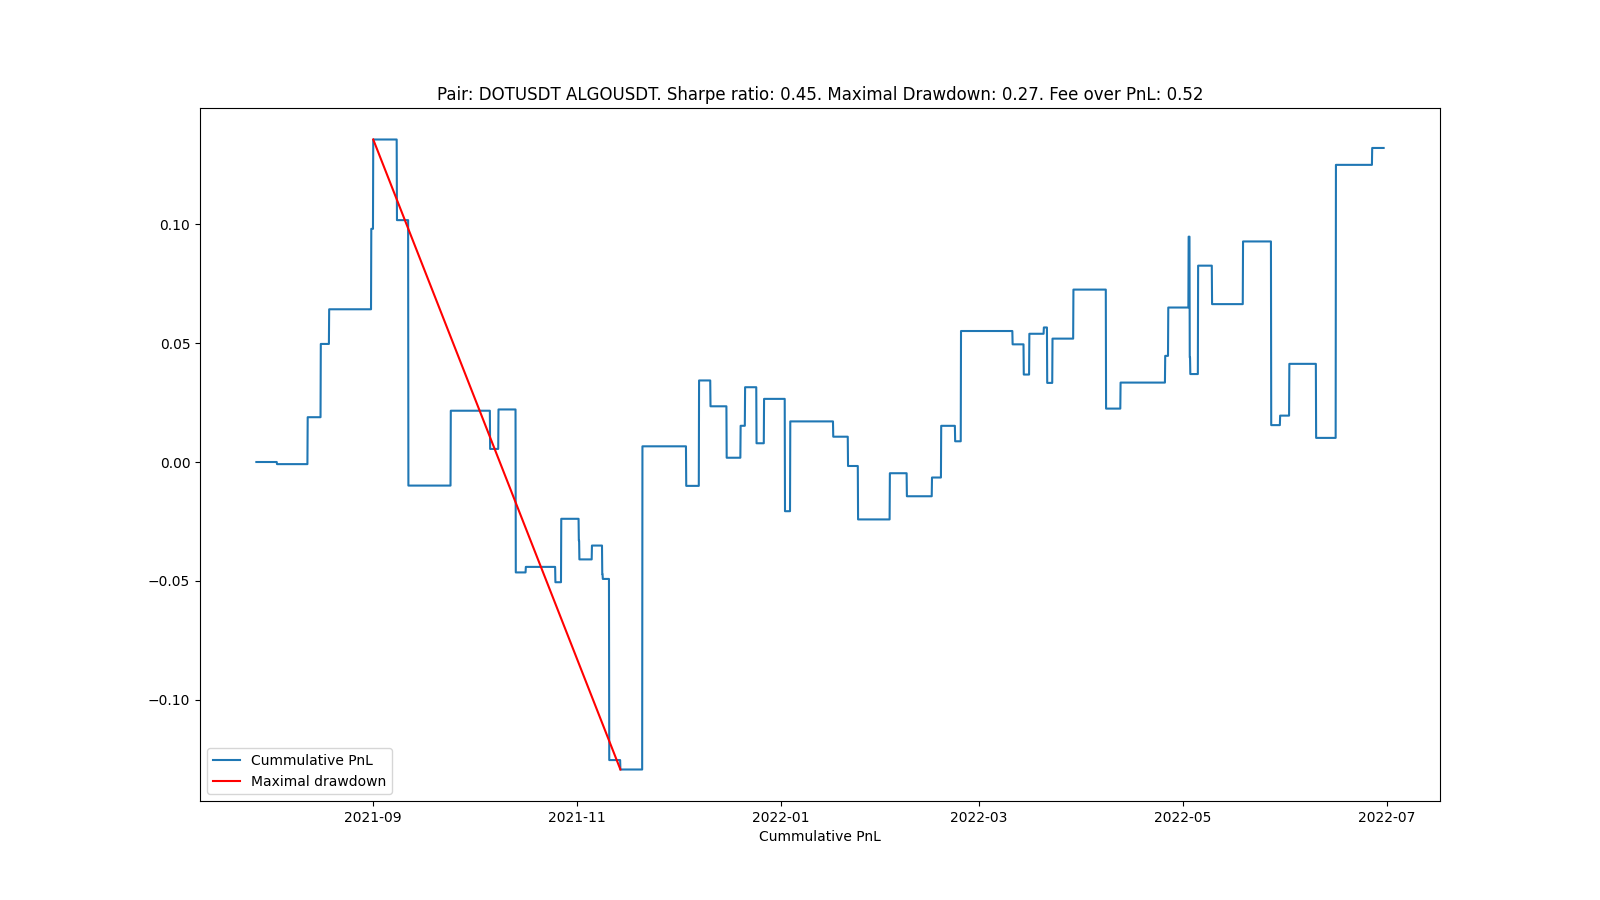 Pair: DOTUSDT ALGOUSDT. Sharpe ratio: 0.45. Maximal Drawdown: 0.27. Fee over PnL: 0.52
0.10
0.05
0.00
−0.05
−0.10
Cummulative PnL
Maximal drawdown
2021-09 2021-11 2022-01 2022-03 2022-05 2022-07
Cummulative PnL